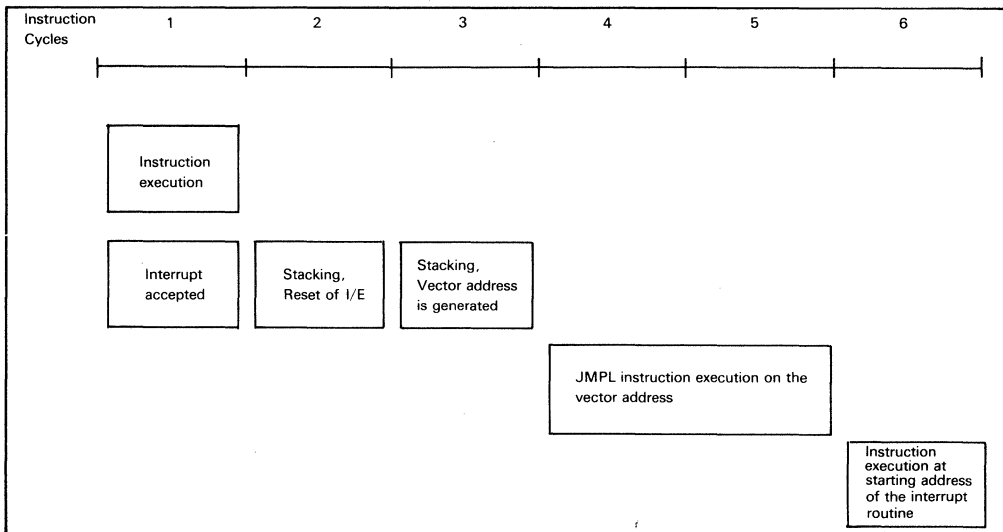 Instruction
Cycles
1 2 3 4 5 6
Instruction
execution
Interrupt
accepted
Stacking,
Reset of I/E
Stacking,
Vector address
is generated
JMPL instruction execution on the
vector address
Instruction
execution at
starting address
of the interrupt
routine